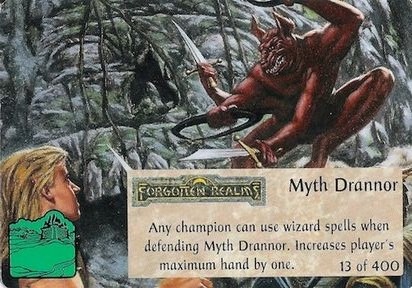 FORGOTTEN REALMS
Myth Drannor
Any champion can use wizard spells when
defending Myth Drannor. Increases player's
maximum hand by one. 13 of 400